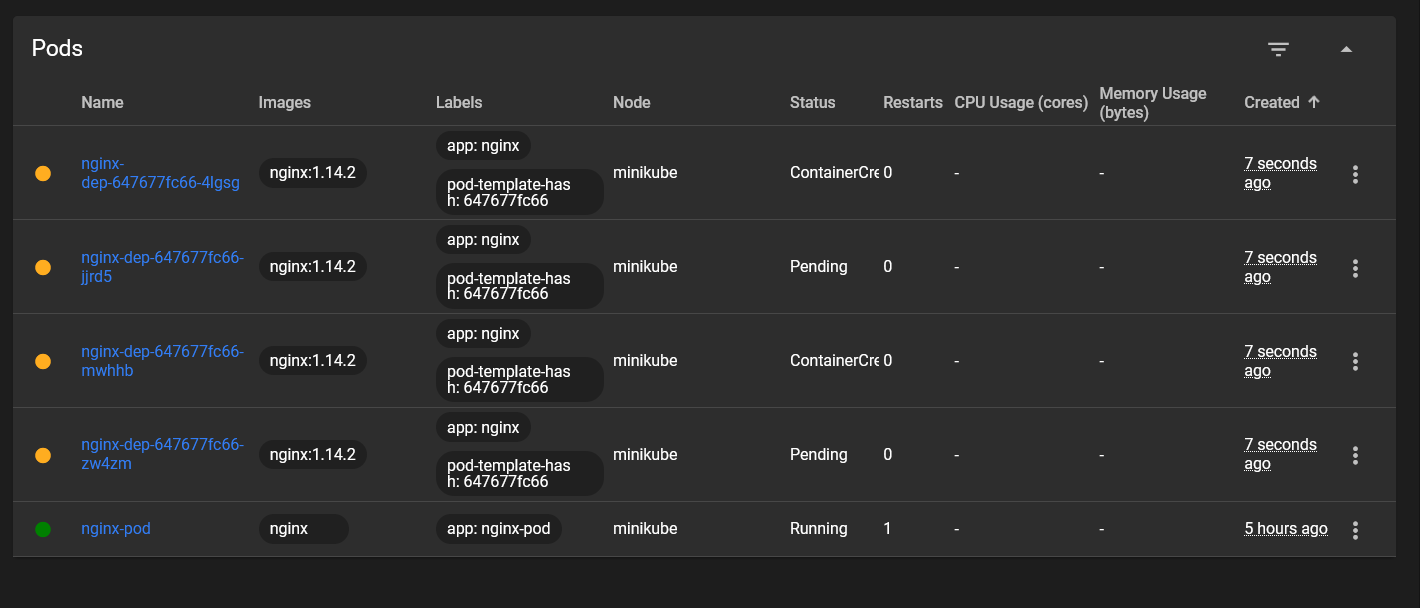 Pods
Name Images Labels Node Status Restarts CPU Usage (cores) Memory Usage
(bytes) Created
nginx-
dep-647677fc66-4lgsg
nginx:1.14.2
app: nginx
pod-template-has
h: 647677fc66
minikube
ContainerCre
0
-
-
7 seconds
ago
nginx-dep-647677fc66-
jjrd5
nginx:1.14.2
app: nginx
pod-template-has
h: 647677fc66
minikube
Pending
0
-
-
7 seconds
ago
nginx-dep-647677fc66-
mwhhb
nginx:1.14.2
app: nginx
pod-template-has
h: 647677fc66
minikube
ContainerCre
0
-
-
7 seconds
ago
nginx-dep-647677fc66-
zw4zm
nginx:1.14.2
app: nginx
pod-template-has
h: 647677fc66
minikube
Pending
0
-
-
7 seconds
ago
nginx-pod
nginx
app: nginx-pod
minikube
Running
1
-
-
5 hours ago